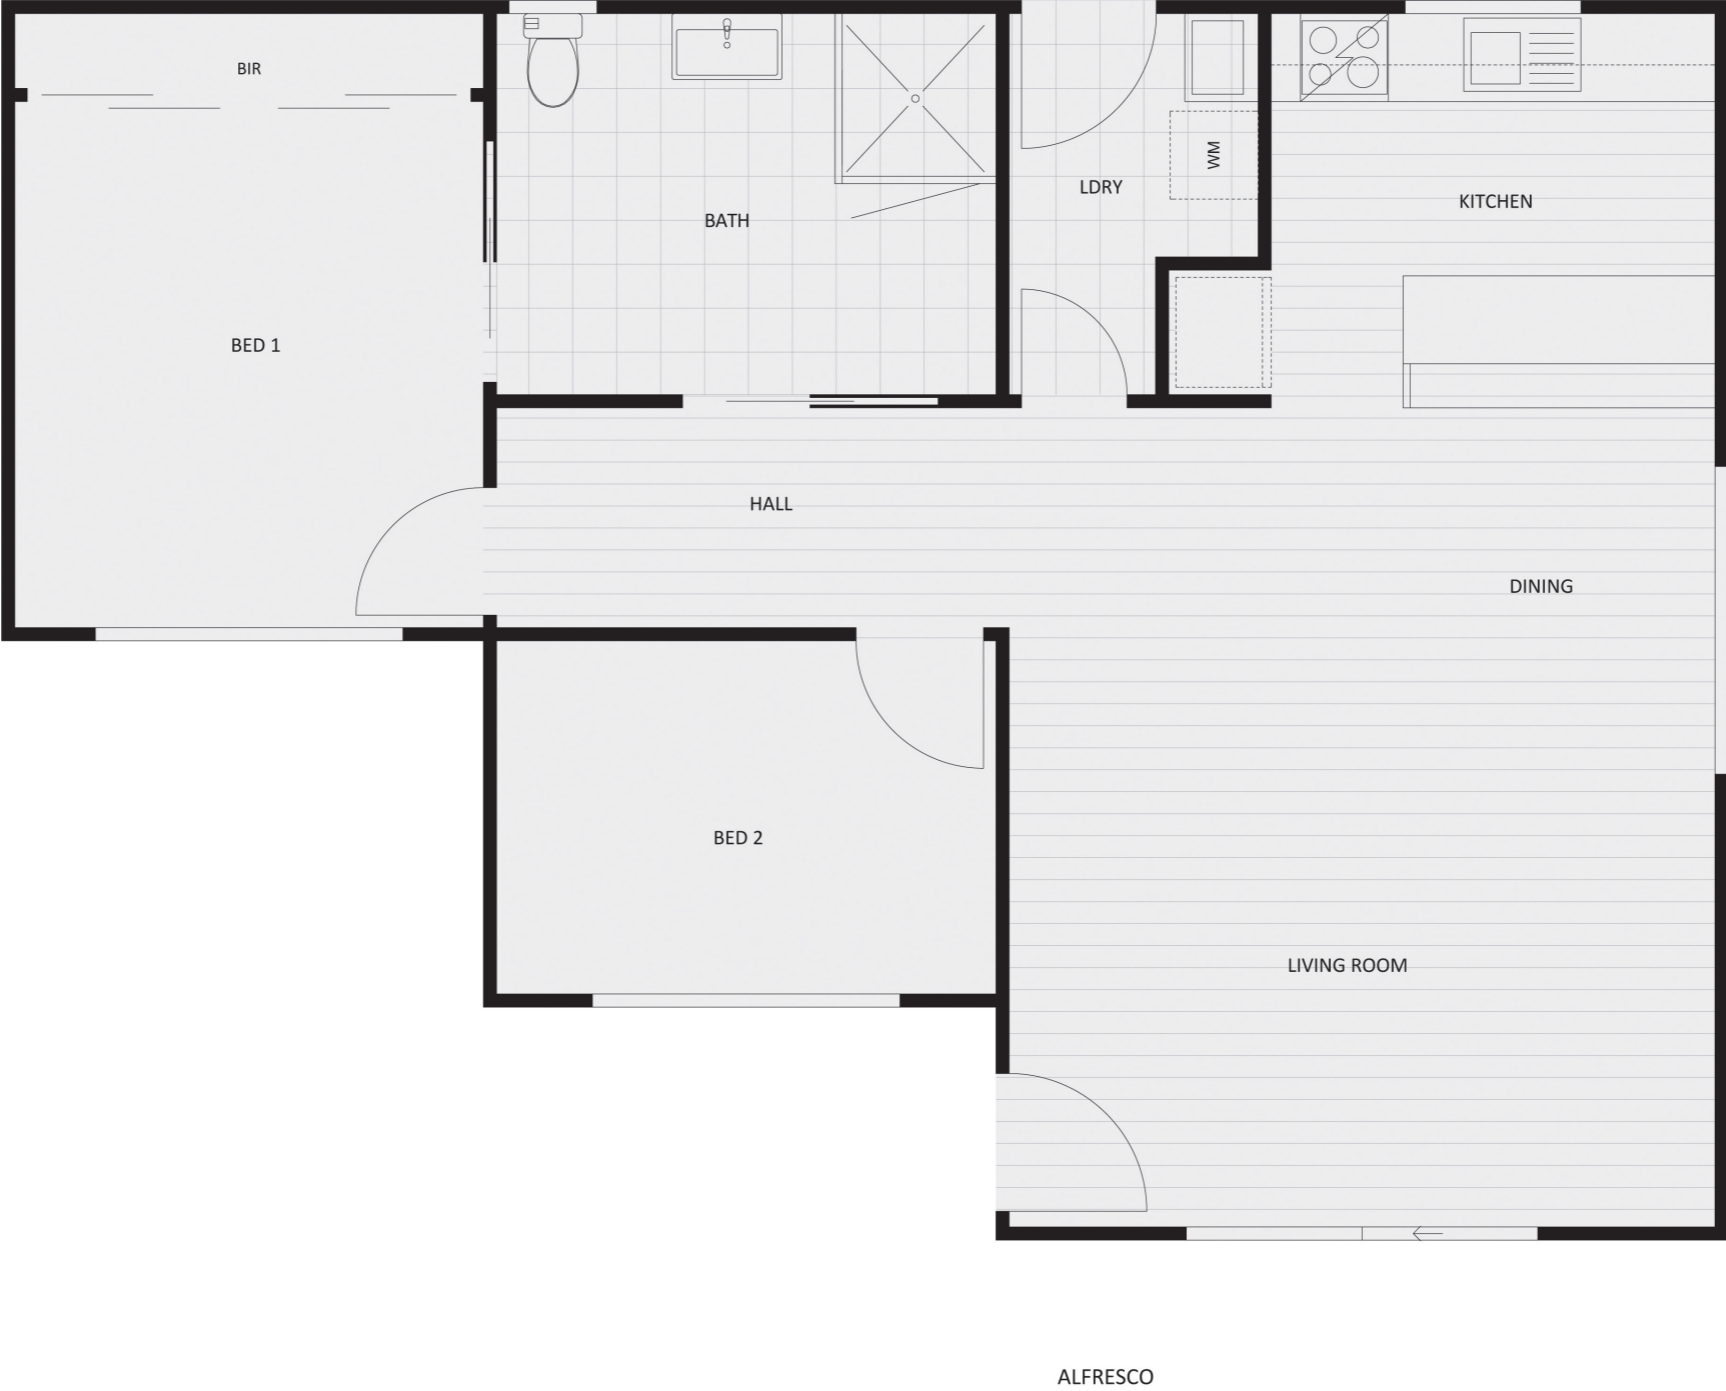 BIR
WM
LDRY
KITCHEN
BATH
BED 1
HALL
DINING
BED 2
LIVING ROOM
ALFRESCO